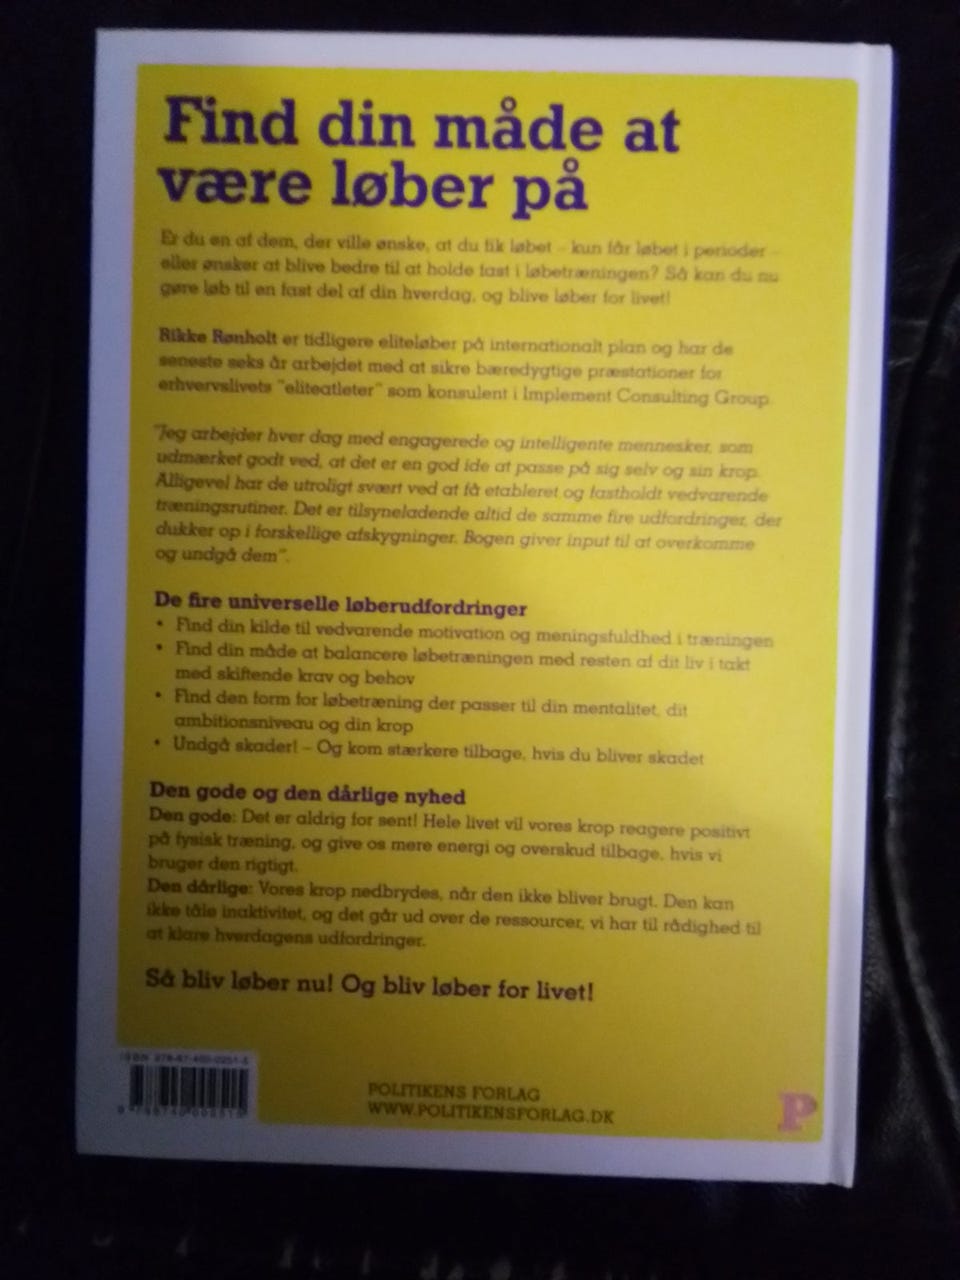 Find din måde at
være løber på
Er du en af dem, der ville ønske, at du fik løbet – kun får løbet i perioder –
eller ønsker at blive bedre til at holde fast i løbetræningen? Så kan du nu
gøre løb til en fast del af din hverdag, og blive løber for livet!
Rikke Rønholt er tidligere eliteløber på internationalt plan og har de
seneste seks år arbejdet med at sikre bæredygtige præstationer for
erhvervslivets "eliteatleter" som konsulent i Implement Consulting Group.
"Jeg arbejder hver dag med engagerede og intelligente mennesker, som
udmærket godt ved, at det er en god ide at passe på sig selv og sin krop.
Alligevel har de utroligt svært ved at få etableret og fastholdt vedvarende
træningsrutiner. Det er tilsyneladende altid de samme fire udfordringer, der
dukker op i forskellige afskygninger. Bogen giver input til at overkomme
og undgå dem".
De fire universelle løberudfordringer
• Find din kilde til vedvarende motivation og meningsfuldhed i træningen
• Find din måde at balancere løbetræningen med resten af dit liv i takt
med skiftende krav og behov
• Find den form for løbetræning der passer til din mentalitet, dit
ambitionsniveau og din krop
• Undgå skader! – Og kom stærkere tilbage, hvis du bliver skadet
Den gode og den dårlige nyhed
Den gode: Det er aldrig for sent! Hele livet vil vores krop reagere positivt
på fysisk træning, og give os mere energi og overskud tilbage, hvis vi
bruger den rigtigt.
Den dårlige: Vores krop nedbrydes, når den ikke bliver brugt. Den kan
ikke tåle inaktivitet, og det går ud over de ressourcer, vi har til rådighed til
at klare hverdagens udfordringer.
Så bliv løber nu! Og bliv løber for livet!
ISBN
POLITIKENS FORLAG
WWW.POLITIKENSFORLAG.DK
P